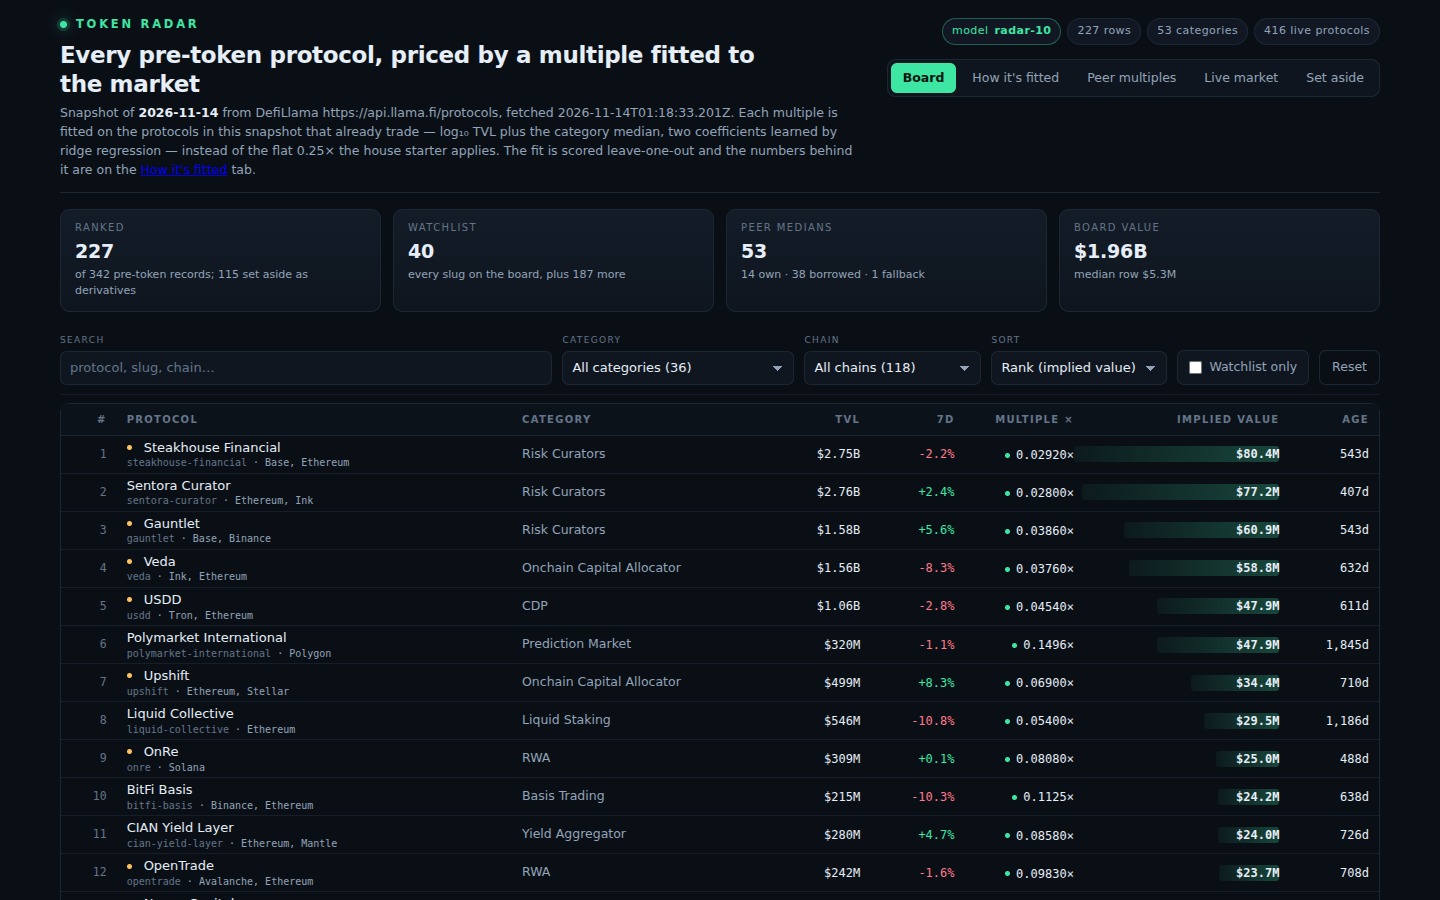 TOKEN RADAR
Every pre-token protocol, priced by a multiple fitted to
the market
Snapshot of 2026-11-14 from DefiLlama https://api.llama.fi/protocols, fetched 2026-11-14T01:18:33.201Z. Each multiple is
fitted on the protocols in this snapshot that already trade — log₁₀ TVL plus the category median, two coefficients learned by
ridge regression — instead of the flat 0.25× the house starter applies. The fit is scored leave-one-out and the numbers behind
it are on the How it's fitted tab.
model radar-10
227 rows
53 categories
416 live protocols
Board
How it's fitted
Peer multiples
Live market
Set aside
RANKED
227
of 342 pre-token records; 115 set aside as
derivatives
WATCHLIST
40
every slug on the board, plus 187 more
PEER MEDIANS
53
14 own · 38 borrowed · 1 fallback
BOARD VALUE
$1.96B
median row $5.3M
SEARCH
protocol, slug, chain…
CATEGORY
All categories (36)
CHAIN
All chains (118)
SORT
Rank (implied value)
Watchlist only
Reset
# PROTOCOL CATEGORY TVL 7D MULTIPLE × IMPLIED VALUE AGE
1 Steakhouse Financial Risk Curators $2.75B -2.2% 0.02920× $80.4M 543d
steakhouse-financial · Base, Ethereum
2 Sentora Curator Risk Curators $2.76B +2.4% 0.02800× $77.2M 407d
sentora-curator · Ethereum, Ink
3 Gauntlet Risk Curators $1.58B +5.6% 0.03860× $60.9M 543d
gauntlet · Base, Binance
4 Veda Onchain Capital Allocator $1.56B -8.3% 0.03760× $58.8M 632d
veda · Ink, Ethereum
5 USDD CDP $1.06B -2.8% 0.04540× $47.9M 611d
usdd · Tron, Ethereum
6 Polymarket International Prediction Market $320M -1.1% 0.1496× $47.9M 1,845d
polymarket-international · Polygon
7 Upshift Onchain Capital Allocator $499M +8.3% 0.06900× $34.4M 710d
upshift · Ethereum, Stellar
8 Liquid Collective Liquid Staking $546M -10.8% 0.05400× $29.5M 1,186d
liquid-collective · Ethereum
9 OnRe RWA $309M +0.1% 0.08080× $25.0M 488d
onre · Solana
10 BitFi Basis Basis Trading $215M -10.3% 0.1125× $24.2M 638d
bitfi-basis · Binance, Ethereum
11 CIAN Yield Layer Yield Aggregator $280M +4.7% 0.08580× $24.0M 726d
cian-yield-layer · Ethereum, Mantle
12 OpenTrade RWA $242M -1.6% 0.09830× $23.7M 708d
opentrade · Avalanche, Ethereum